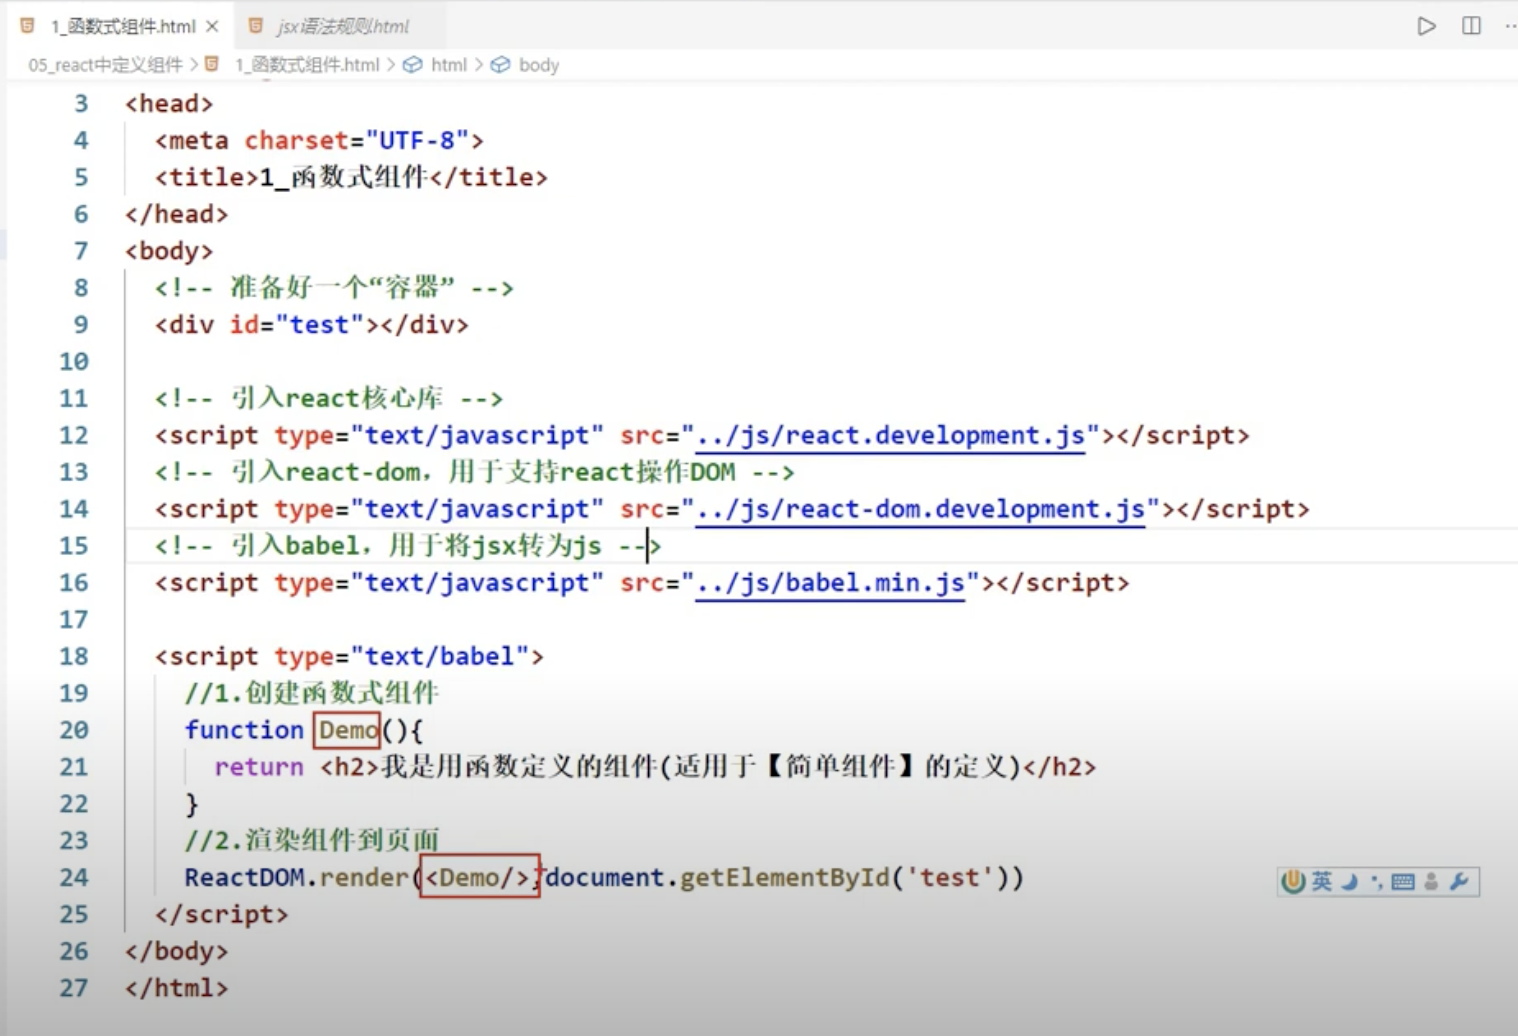 1_函数式组件.html
jsx语法规则.html
05_react中定义组件 > 1_函数式组件.html > html > body
3 <head>
4 <meta charset="UTF-8">
5 <title>1_函数式组件</title>
6 </head>
7 <body>
8 <!-- 准备好一个“容器” -->
9 <div id="test"></div>
10
11 <!-- 引入react核心库 -->
12 <script type="text/javascript" src="../js/react.development.js"></script>
13 <!-- 引入react-dom，用于支持react操作DOM -->
14 <script type="text/javascript" src="../js/react-dom.development.js"></script>
15 <!-- 引入babel，用于将jsx转为js -->
16 <script type="text/javascript" src="../js/babel.min.js"></script>
17
18 <script type="text/babel">
19 //1.创建函数式组件
20 function Demo(){
21 return <h2>我是用函数定义的组件(适用于【简单组件】的定义)</h2>
22 }
23 //2.渲染组件到页面
24 ReactDOM.render(<Demo/>,document.getElementById('test'))
英
25 </script>
26 </body>
27 </html>